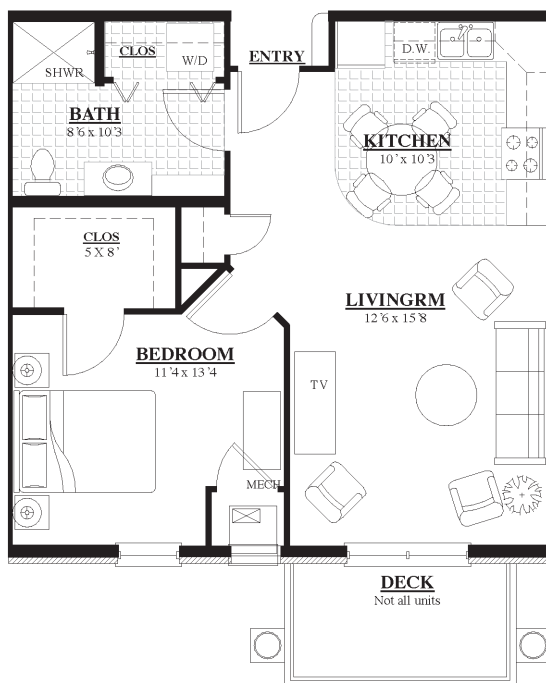 CLOS
W/D
SHWR
ENTRY
D.W.
BATH
8'6 x 10'3
KITCHEN
10' x 10'3
CLOS
5 X 8'
LIVINGRM
12'6 x 15'8
BEDROOM
11'4 x 13'4
TV
MECH
DECK
Not all units